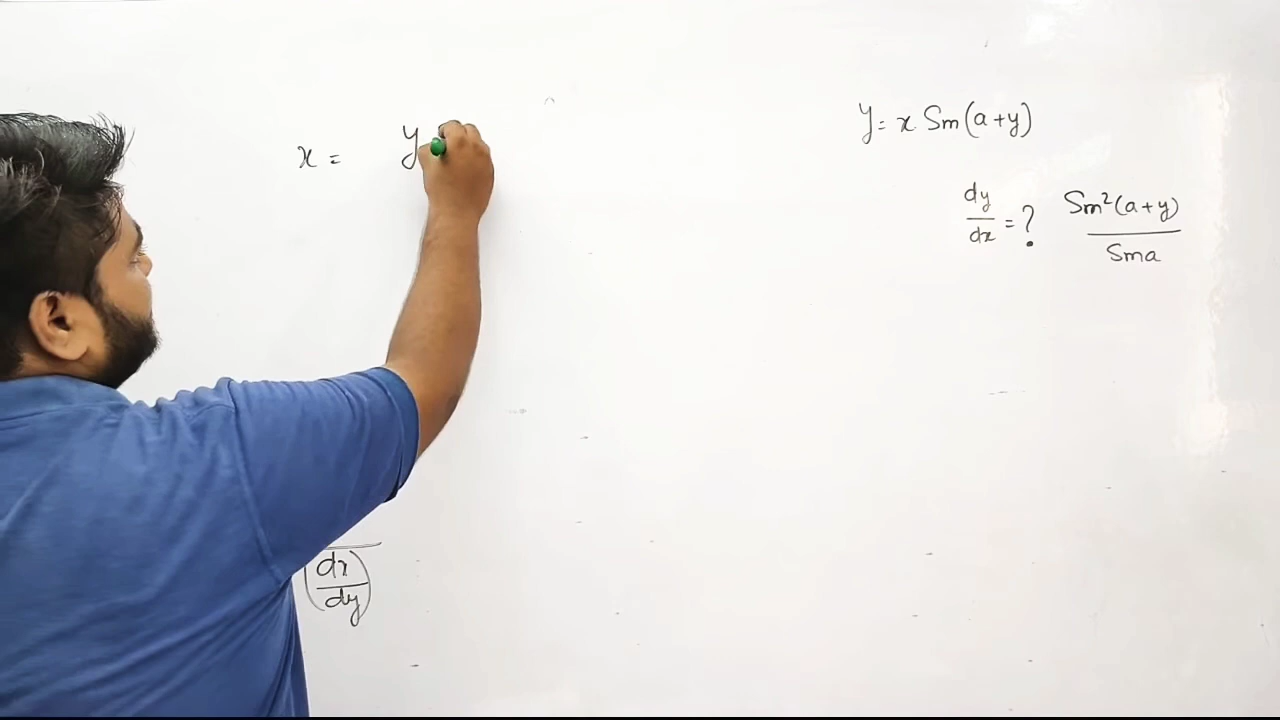 x = y
y = x Sin(a+y)
dy/dx = ? Sin²(a+y)/Sina
(dx/dy)